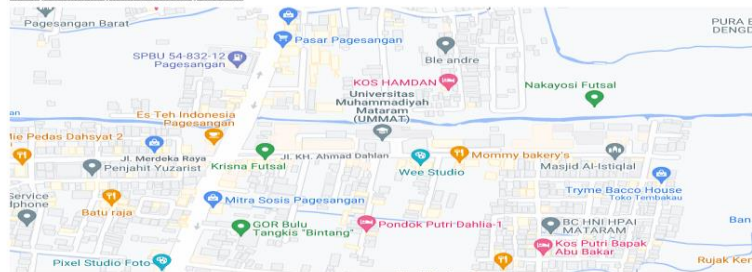 Pagesangan Barat
Pasar Pagesangan
PURA
DENGD
SPBU 54-832-12
Pagesangan
Ble andre
KOS HAMDAN
Nakayosi Futsal
Universitas
Muhammadiyah
Mataram
(UMMAT)
Es Teh Indonesia
Pagesangan
an
Mie Pedas Dahsyat 2
Jl. Merdeka Raya
Penjahit Yuzarist
Krisna Futsal
Jl. KH. Ahmad Dahlan
Mommy bakery's
Wee Studio
Masjid Al-Istiqlal
Tryme Bacco House
Toko Tembakau
Service
dphone
Batu raja
Mitra Sosis Pagesangan
GOR Bulu
Tangkis "Bintang"
Pondok Putri Dahlia-1
BC HNI HPAI
MATARAM
Ban
Kos Putri Bapak
Abu Bakar
Pixel Studio Foto
Rujak Ker